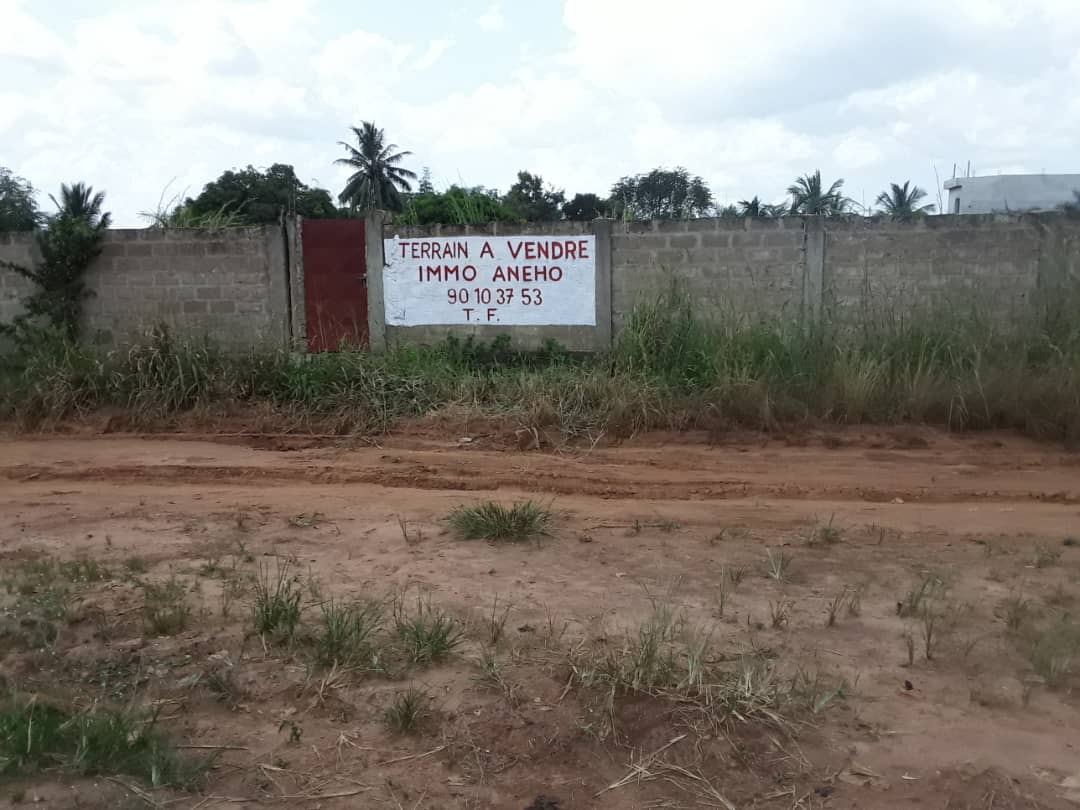 TERRAIN A VENDRE
IMMO ANEHO
90 10 37 53
T. F.